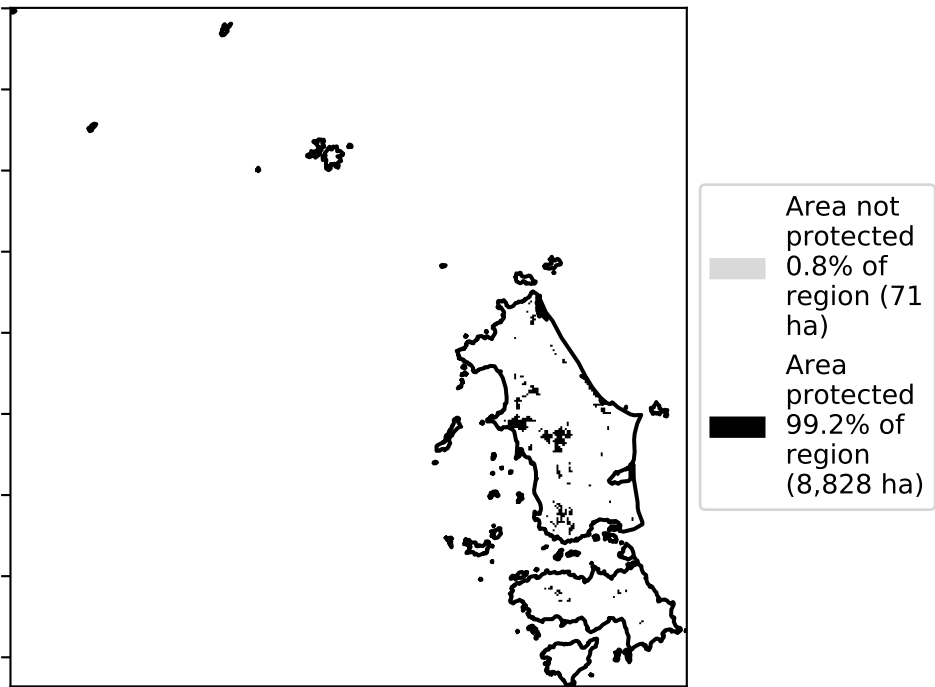 Area not
protected
0.8% of
region (71
ha)
Area
protected
99.2% of
region
(8,828 ha)